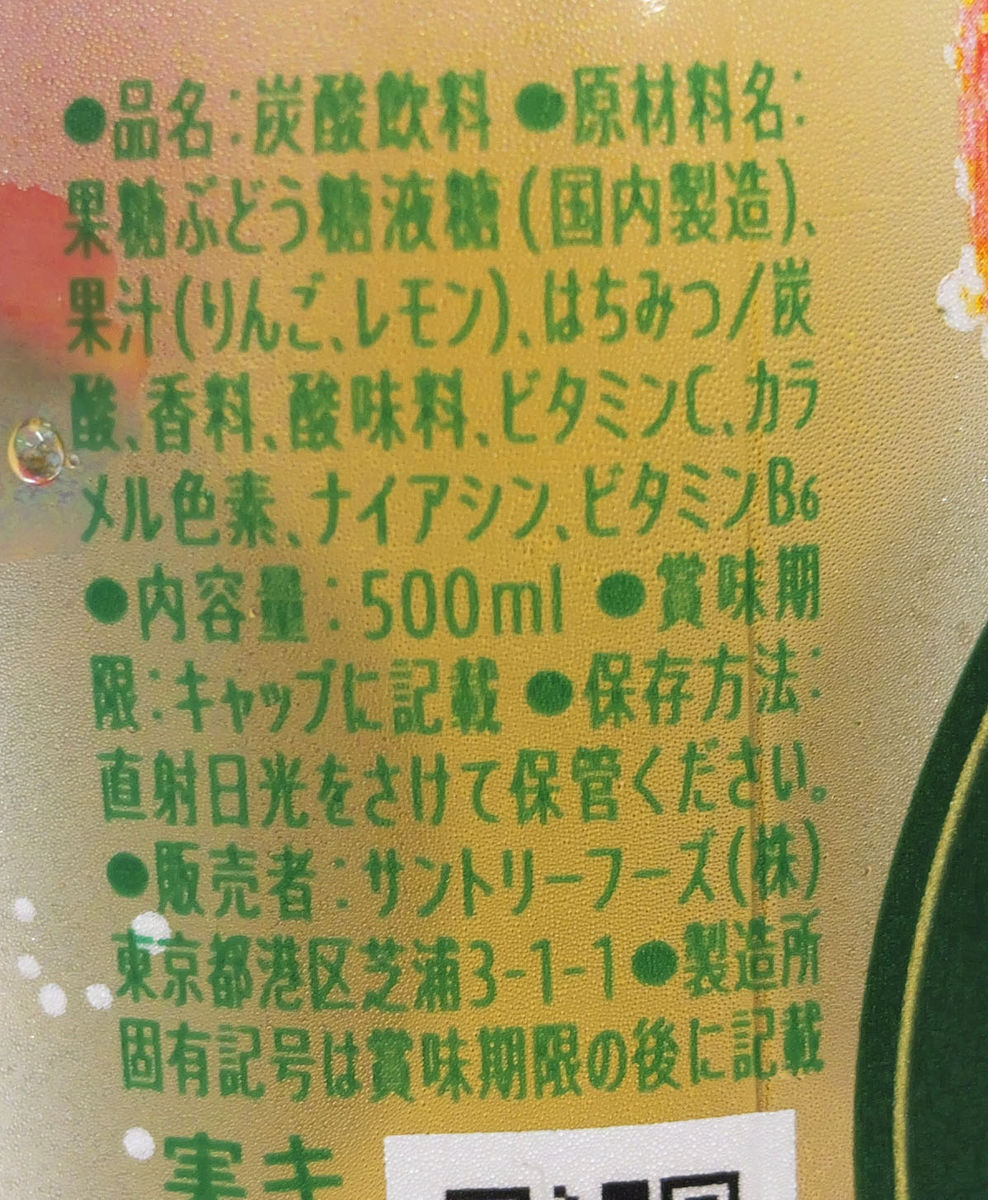 ●品名:炭酸飲料 ●原材料名:
果糖ぶどう糖液糖(国内製造)、
果汁(りんご、レモン)、はちみつ/炭
酸、香料、酸味料、ビタミンC、カラ
メル色素、ナイアシン、ビタミンB6
●内容量:500ml ●賞味期
限:キャップに記載 ●保存方法:
直射日光をさけて保管ください。
●販売者:サントリーフーズ(株)
東京都港区芝浦3-1-1●製造所
固有記号は賞味期限の後に記載
実キ